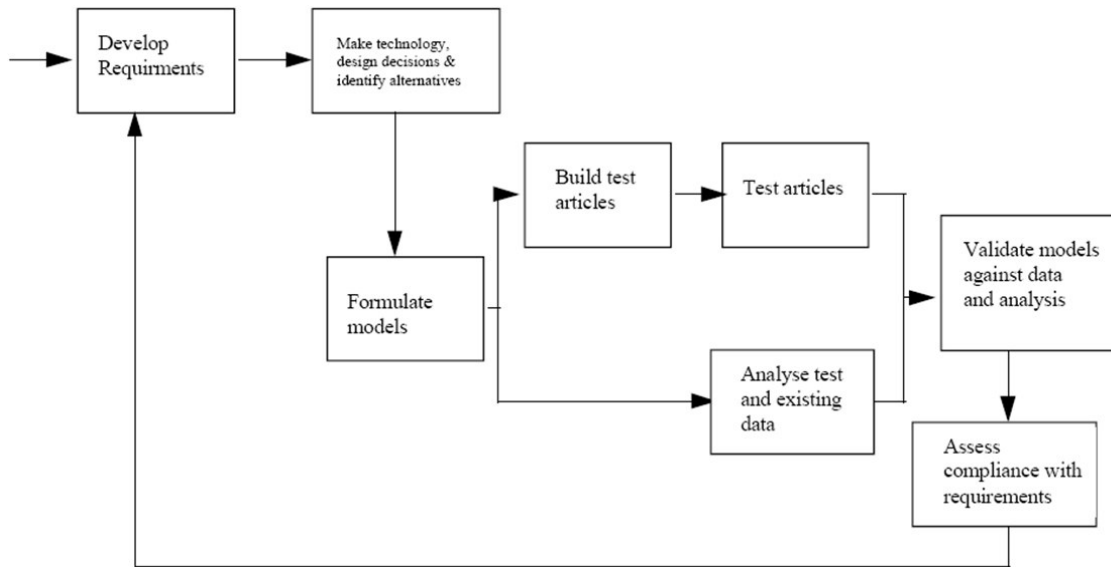 Develop
Requirments
Make technology,
design decisions &
identify alternatives
Build test
articles
Test articles
Formulate
models
Validate models
against data
and analysis
Analyse test
and existing
data
Assess
compliance with
requirements